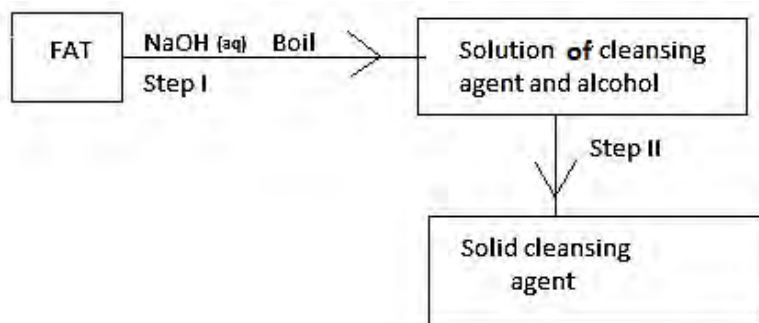 FAT
NaOH (aq) Boil
Step I
Solution of cleansing
agent and alcohol
Step II
Solid cleansing
agent